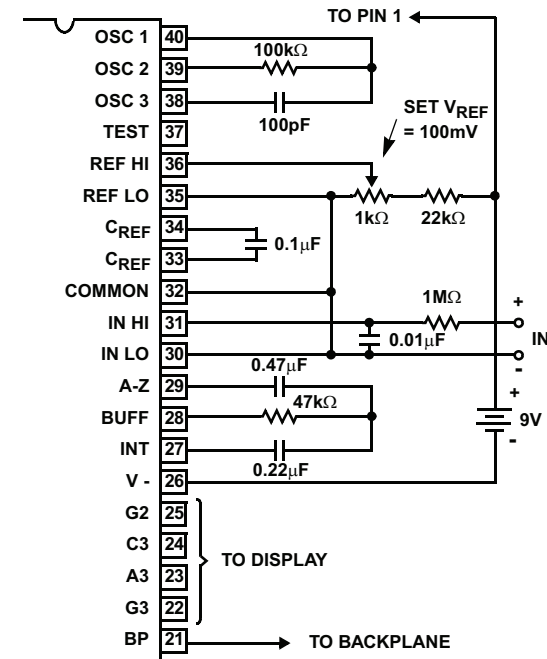 TO PIN 1
OSC 1 40
100kΩ
OSC 2 39
OSC 3 38
100pF
SET VREF
= 100mV
TEST 37
REF HI 36
REF LO 35
1kΩ 22kΩ
CREF 34
0.1μF
CREF 33
COMMON 32
1MΩ
+
IN HI 31
0.01μF
IN
IN LO 30
-
0.47μF
A-Z 29
+
47kΩ
BUFF 28
9V
-
INT 27
0.22μF
V - 26
G2 25
C3 24
TO DISPLAY
A3 23
G3 22
BP 21
TO BACKPLANE